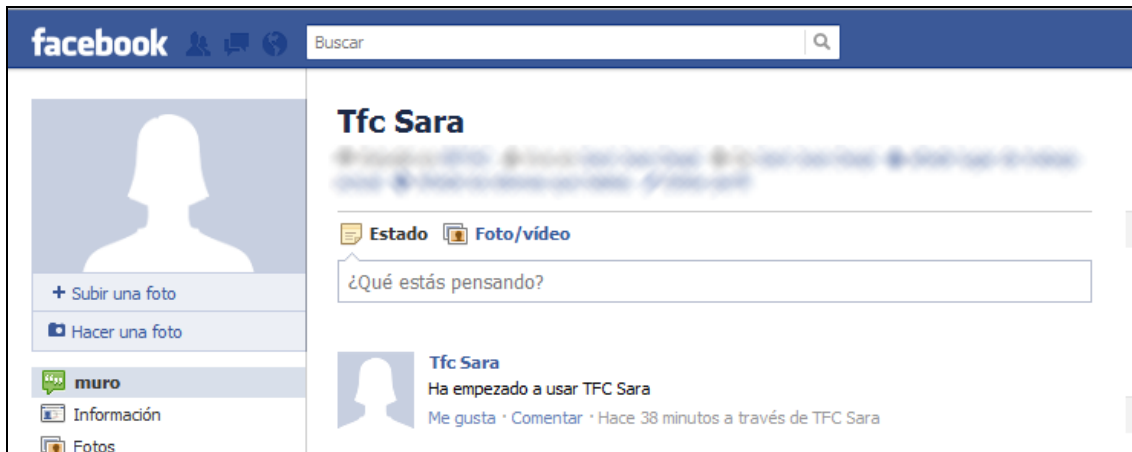 facebook
Buscar
Tfc Sara
Estado Foto/vídeo
¿Qué estás pensando?
+ Subir una foto
Hacer una foto
muro
Información
Fotos
Tfc Sara
Ha empezado a usar TFC Sara
Me gusta · Comentar · Hace 38 minutos a través de TFC Sara